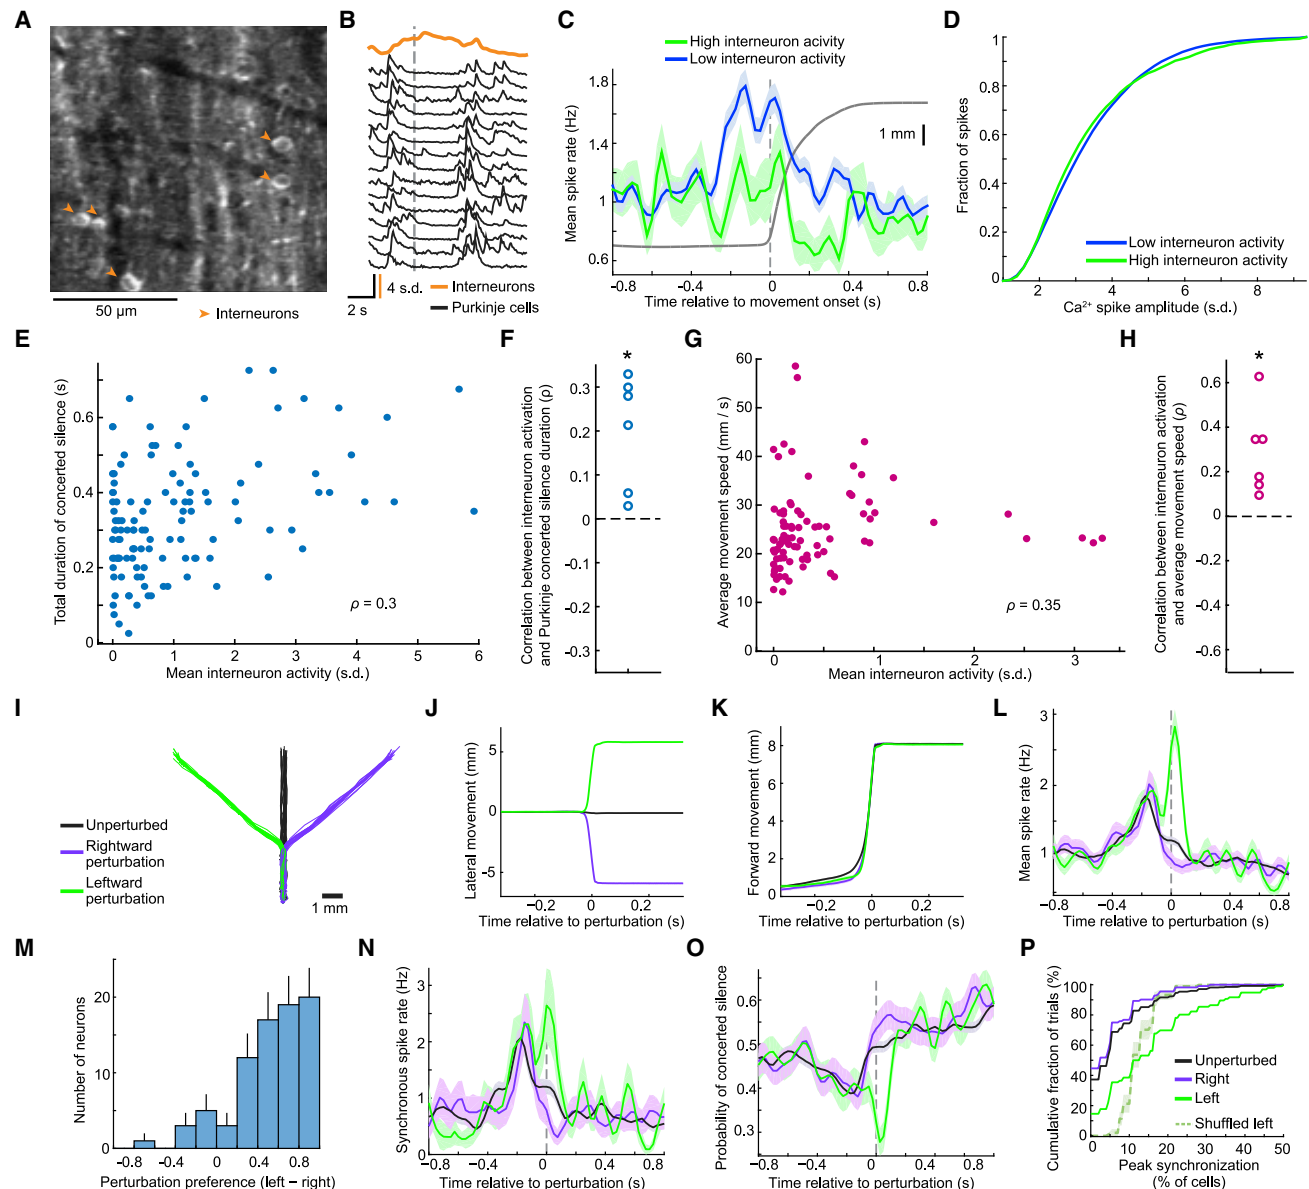 A
50 µm
Interneurons
B
4 s.d.
2 s
Interneurons
Purkinje cells
C
High interneuron activity
Low interneuron activity
Mean spike rate (Hz)
1.8
1.4
1.0
0.6
1 mm
-0.8
-0.4
0
0.4
0.8
Time relative to movement onset (s)
D
Fraction of spikes
1
0.8
0.6
0.4
0.2
0
Low interneuron activity
High interneuron activity
2
4
6
8
Ca²⁺ spike amplitude (s.d.)
E
Total duration of concerted silence (s)
0.6
0.4
0.2
0
ρ = 0.3
0
1
2
3
4
5
6
Mean interneuron activity (s.d.)
F
*
Correlation between interneuron activation
and Purkinje concerted silence duration (ρ)
0.3
0.2
0.1
0
-0.1
-0.2
-0.3
G
Average movement speed (mm / s)
60
50
40
30
20
10
0
ρ = 0.35
0
1
2
3
Mean interneuron activity (s.d.)
H
*
Correlation between interneuron activation
and average movement speed (ρ)
0.6
0.4
0.2
0
-0.2
-0.4
-0.6
I
Unperturbed
Rightward
perturbation
Leftward
perturbation
1 mm
J
Lateral movement (mm)
5
0
−5
−0.2
0
0.2
Time relative to perturbation (s)
K
Forward movement (mm)
8
6
4
2
0
−0.2
0
0.2
Time relative to perturbation (s)
L
Mean spike rate (Hz)
3
2
1
−0.8
−0.4
0
0.4
0.8
Time relative to perturbation (s)
M
Number of neurons
20
10
0
-0.8
-0.4
0
0.4
0.8
Perturbation preference (left − right)
N
Synchronous spike rate (Hz)
3
2
1
0
−0.8
−0.4
0
0.4
0.8
Time relative to perturbation (s)
O
Probability of concerted silence
0.6
0.5
0.4
0.3
−0.8
−0.4
0
0.4
0.8
Time relative to perturbation (s)
P
Cumulative fraction of trials (%)
100
80
60
40
20
0
Unperturbed
Right
Left
Shuffled left
0
10
20
30
40
50
Peak synchronization
(% of cells)